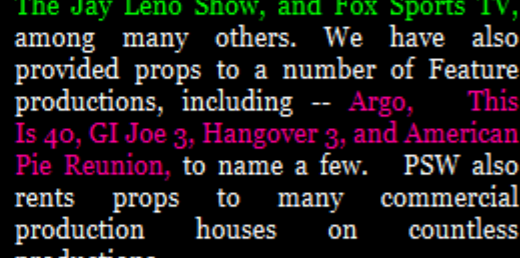 The Jay Leno Show, and Fox Sports TV,
among many others. We have also
provided props to a number of Feature
productions, including -- Argo, This
Is 40, GI Joe 3, Hangover 3, and American
Pie Reunion, to name a few. PSW also
rents props to many commercial
production houses on countless
productions